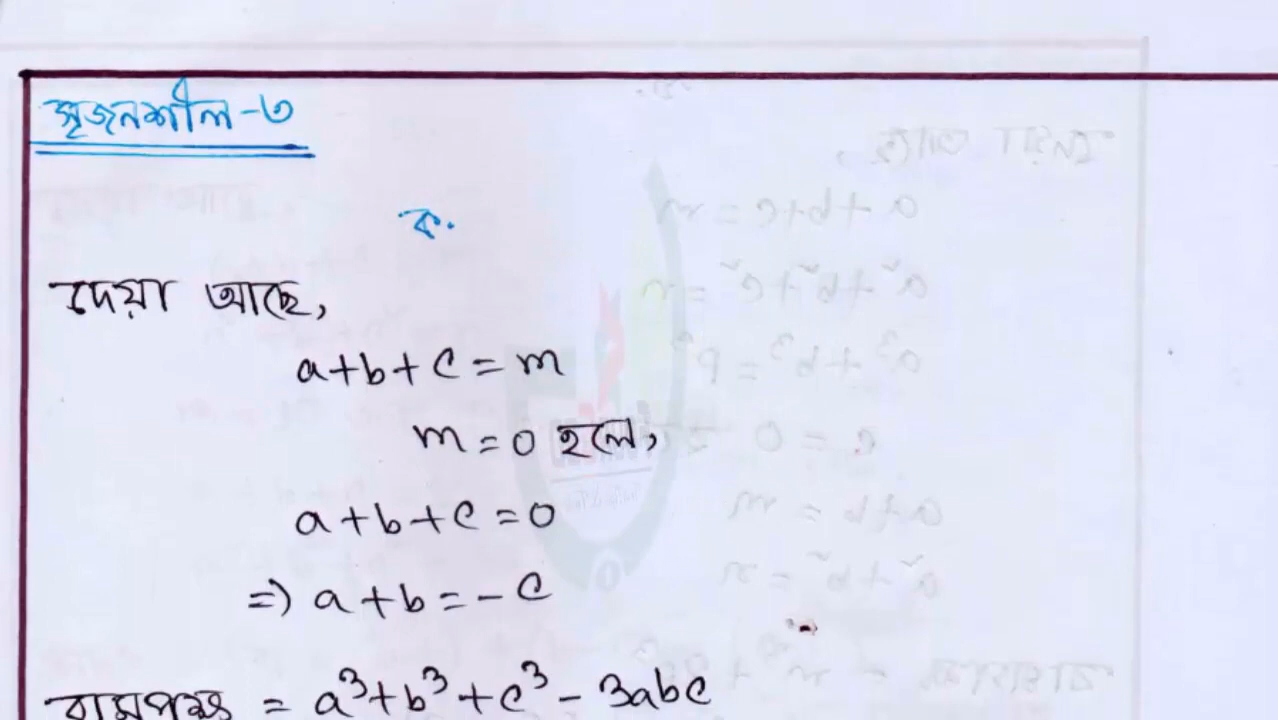 সৃজনশীল-৩
ক.
দেয়া আছে,
a+b+c=m
m=0 হলে,
a+b+c=0
=) a+b=-c
বামপক্ষ = a³+b³+c³-3abc